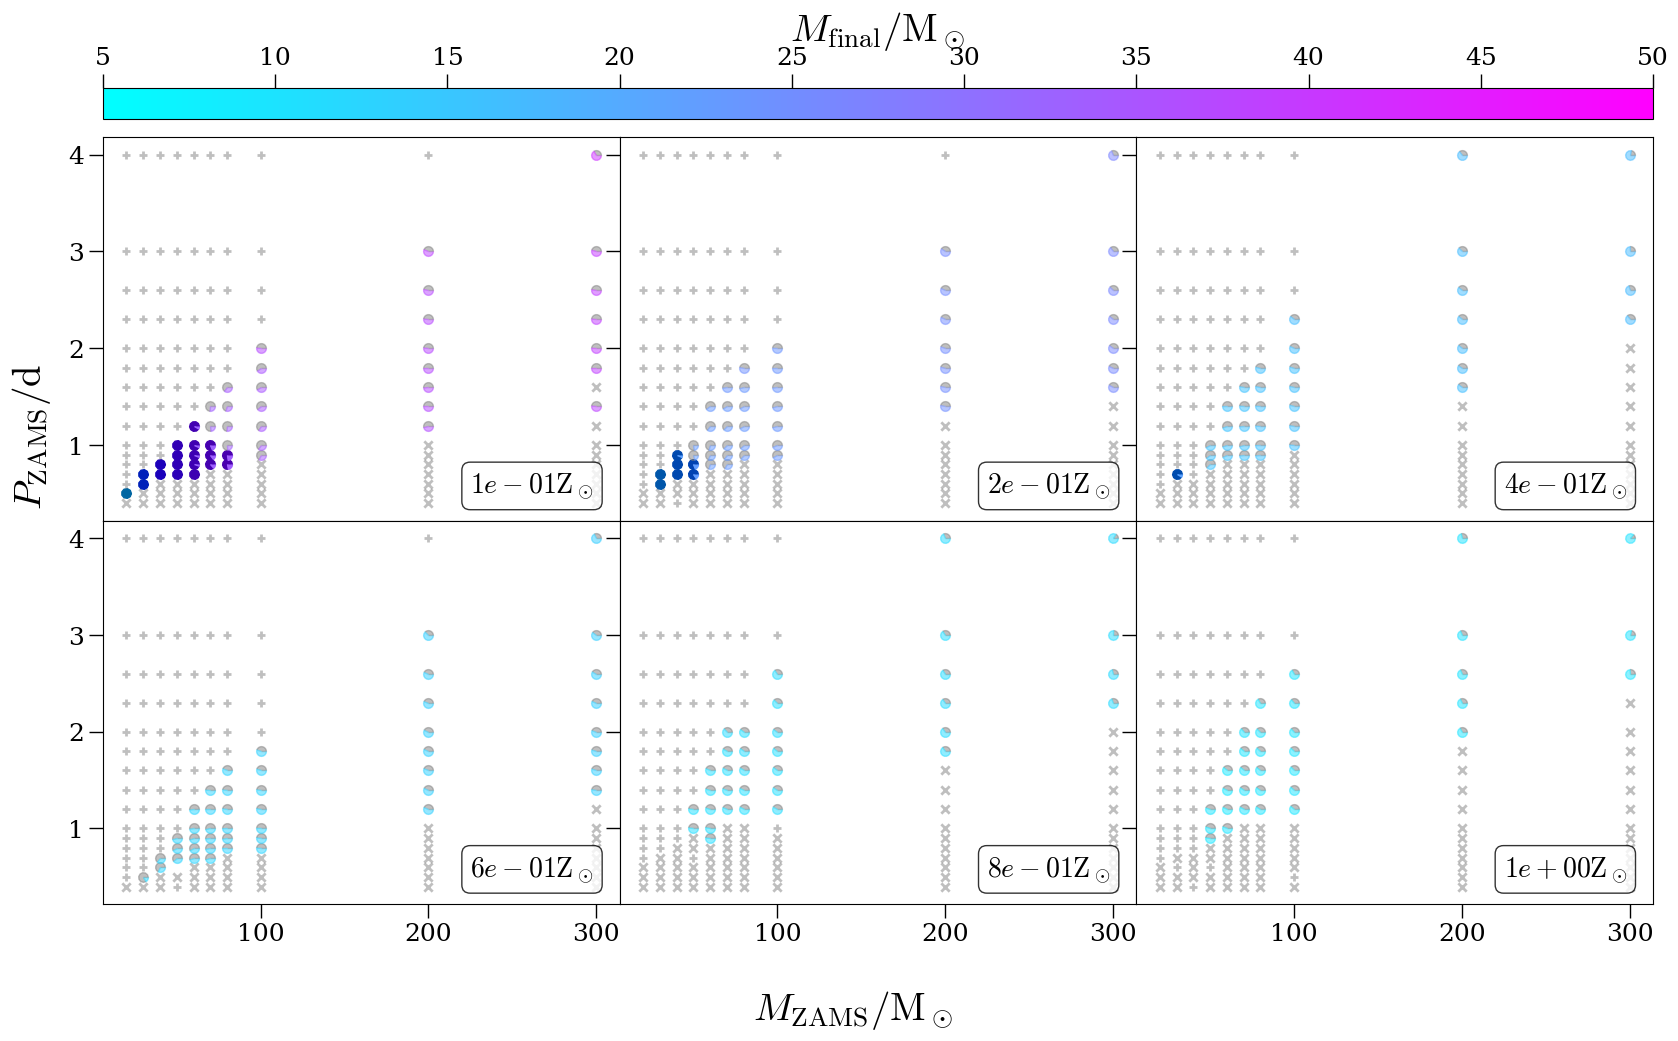 M_final/M_⊙
5 10 15 20 25 30 35 40 45 50
P_ZAMS/d
4
3
2
1
1e − 01Z_⊙
2e − 01Z_⊙
4e − 01Z_⊙
4
3
2
1
6e − 01Z_⊙
8e − 01Z_⊙
1e + 00Z_⊙
100 200 300 100 200 300 100 200 300
M_ZAMS/M_⊙